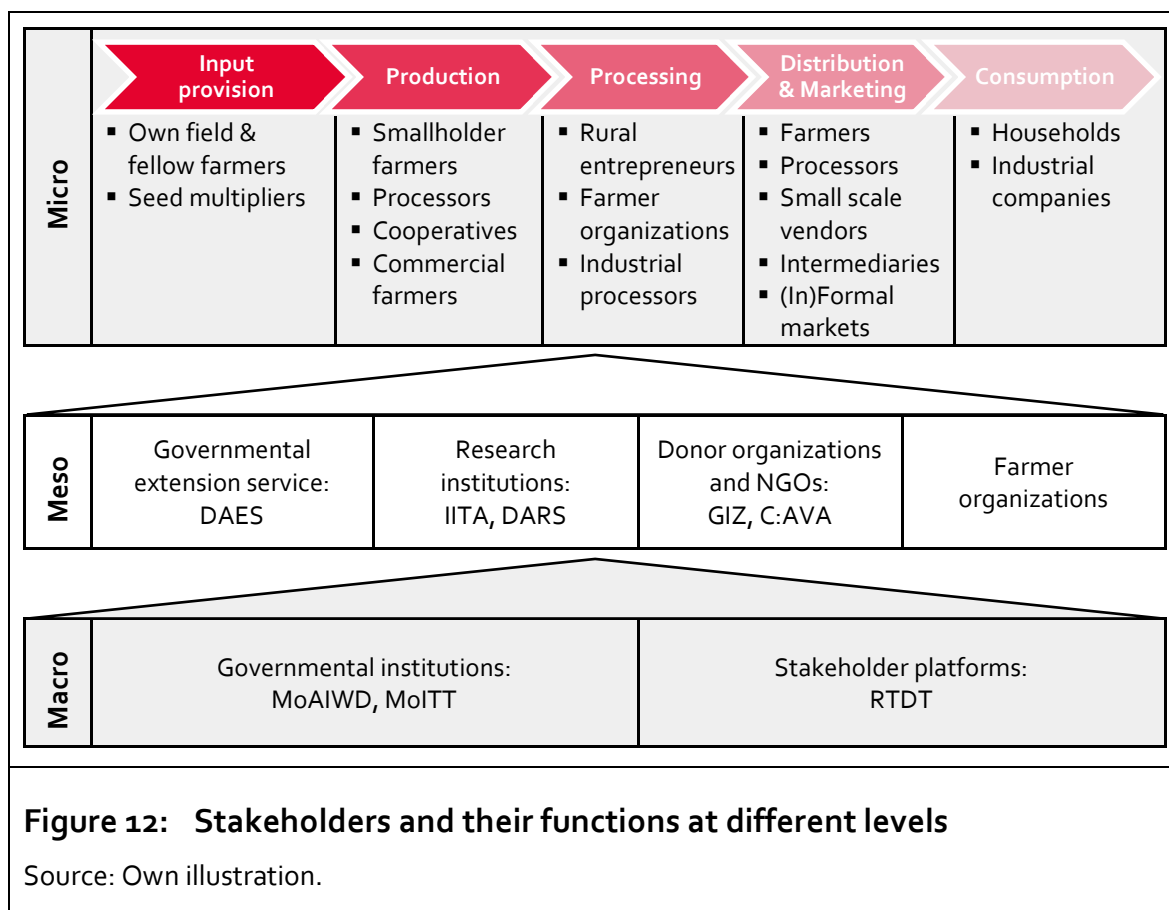 Input
provision
Production
Processing
Distribution
& Marketing
Consumption
Micro
▪ Own field &
fellow farmers
▪ Seed multipliers
▪ Smallholder
farmers
▪ Processors
▪ Cooperatives
▪ Commercial
farmers
▪ Rural
entrepreneurs
▪ Farmer
organizations
▪ Industrial
processors
▪ Farmers
▪ Processors
▪ Small scale
vendors
▪ Intermediaries
▪ (In)Formal
markets
▪ Households
▪ Industrial
companies
Meso
Governmental
extension service:
DAES
Research
institutions:
IITA, DARS
Donor organizations
and NGOs:
GIZ, C:AVA
Farmer
organizations
Macro
Governmental institutions:
MoAIWD, MoITT
Stakeholder platforms:
RTDT
Figure 12: Stakeholders and their functions at different levels
Source: Own illustration.